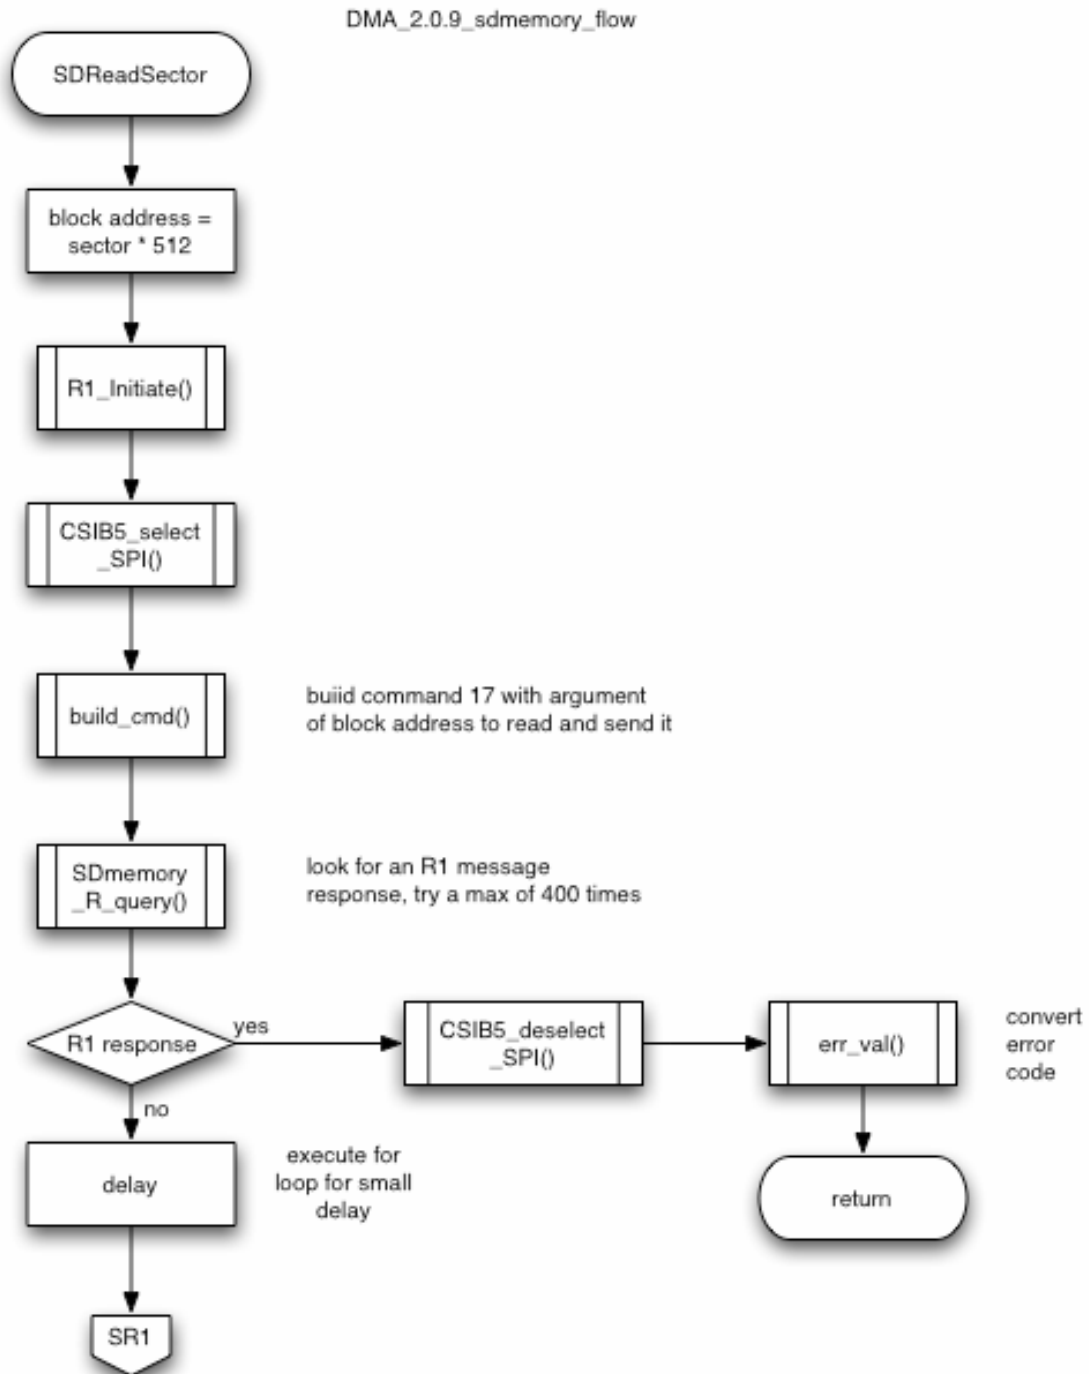 DMA_2.0.9_sdmemory_flow
SDReadSector
block address =
sector * 512
R1_Initiate()
CSIB5_select
_SPI()
build_cmd()
buiid command 17 with argument
of block address to read and send it
SDmemory
_R_query()
look for an R1 message
response, try a max of 400 times
R1 response
yes
CSIB5_deselect
_SPI()
err_val()
convert
error
code
no
delay
execute for
loop for small
delay
return
SR1